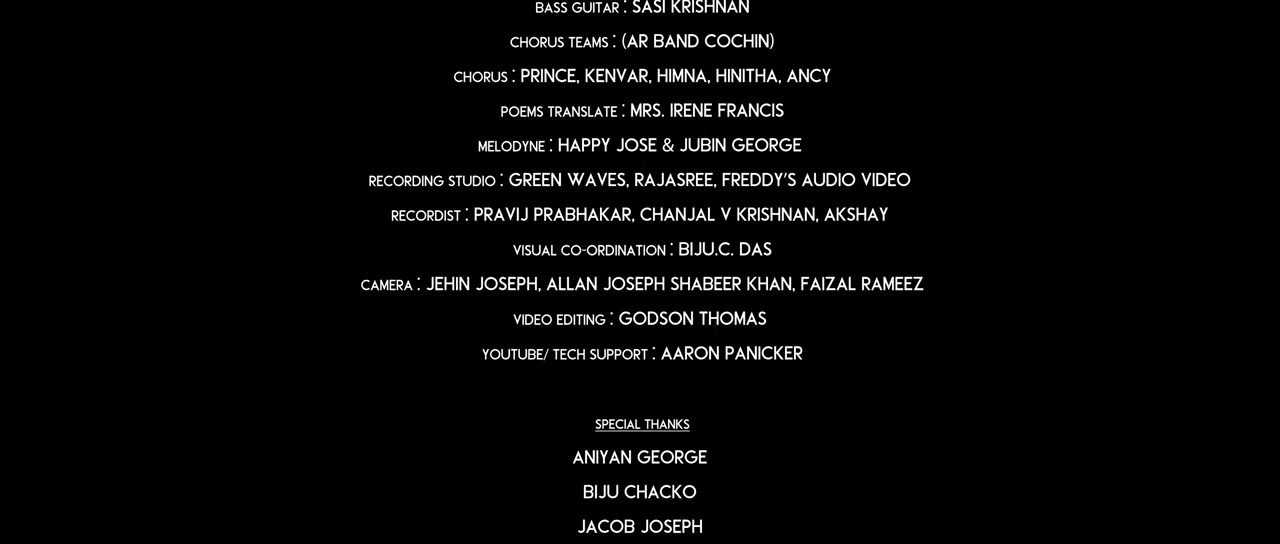 BASS GUITAR : SASI KRISHNAN
CHORUS TEAMS : (AR BAND COCHIN)
CHORUS : PRINCE, KENVAR, HIMNA, HINITHA, ANCY
POEMS TRANSLATE : MRS. IRENE FRANCIS
MELODYNE : HAPPY JOSE & JUBIN GEORGE
RECORDING STUDIO : GREEN WAVES, RAJASREE, FREDDY'S AUDIO VIDEO
RECORDIST : PRAVIJ PRABHAKAR, CHANJAL V KRISHNAN, AKSHAY
VISUAL CO-ORDINATION : BIJU.C. DAS
CAMERA : JEHIN JOSEPH, ALLAN JOSEPH SHABEER KHAN, FAIZAL RAMEEZ
VIDEO EDITING : GODSON THOMAS
YOUTUBE/ TECH SUPPORT : AARON PANICKER
SPECIAL THANKS
ANIYAN GEORGE
BIJU CHACKO
JACOB JOSEPH